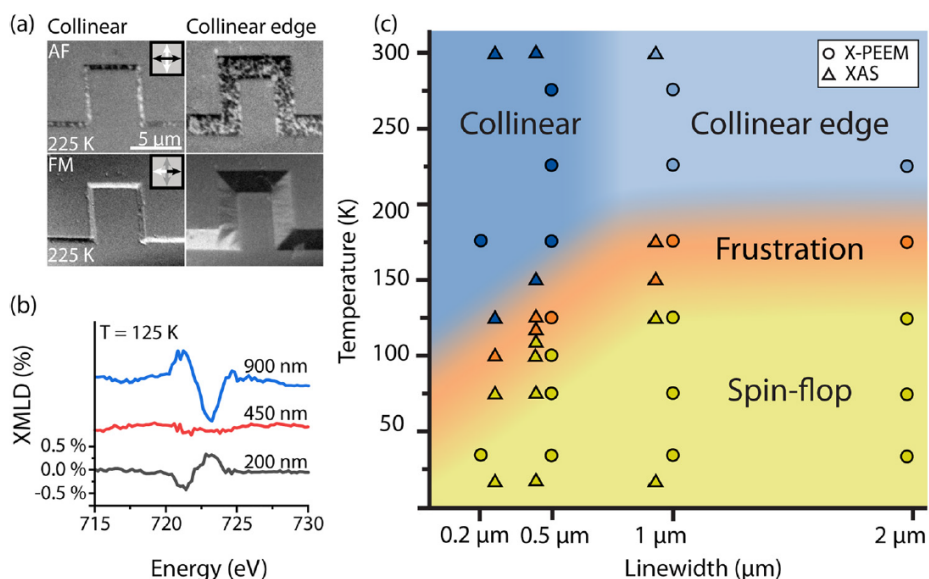 (a)
Collinear
Collinear edge
AF
225 K
5 µm
FM
225 K
(b)
T = 125 K
XMLD (%)
900 nm
450 nm
200 nm
0.5 %
0.0 %
-0.5 %
715
720
725
730
Energy (eV)
(c)
X-PEEM
XAS
Temperature (K)
300
250
200
150
100
50
Collinear
Collinear edge
Frustration
Spin-flop
0.2 µm
0.5 µm
1 µm
2 µm
Linewidth (µm)